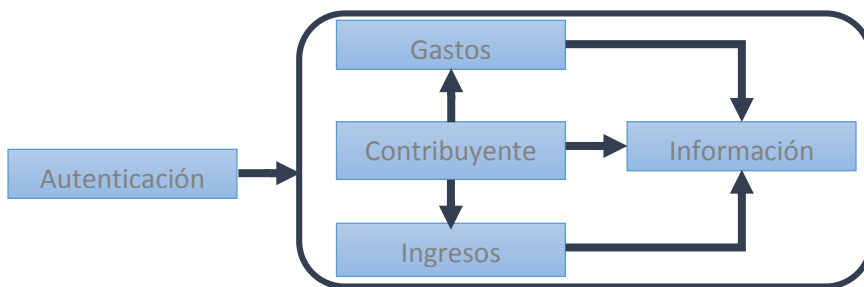 Gastos
Contribuyente
Información
Autenticación
Ingresos